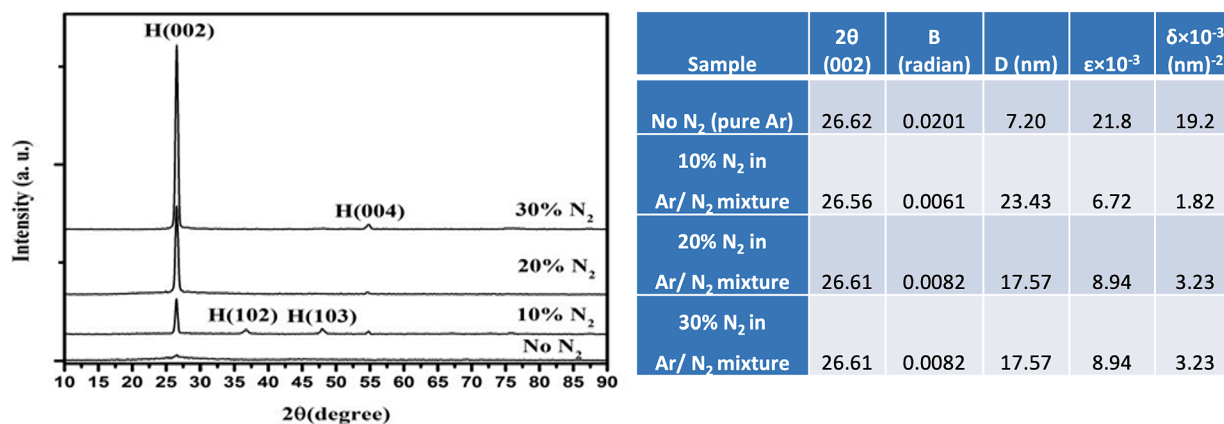 H(002)
H(004)
30% N₂
20% N₂
H(102) H(103)
10% N₂
No N₂
Intensity (a. u.)
10 15 20 25 30 35 40 45 50 55 60 65 70 75 80 85 90
2θ(degree)
Sample 2θ (002) B (radian) D (nm) ε×10⁻³ δ×10⁻³ (nm)⁻²
No N₂ (pure Ar) 26.62 0.0201 7.20 21.8 19.2
10% N₂ in
Ar/ N₂ mixture 26.56 0.0061 23.43 6.72 1.82
20% N₂ in
Ar/ N₂ mixture 26.61 0.0082 17.57 8.94 3.23
30% N₂ in
Ar/ N₂ mixture 26.61 0.0082 17.57 8.94 3.23